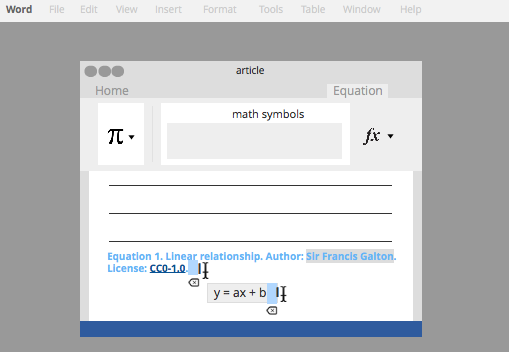 Word File Edit View Insert Format Tools Table Window Help
article
Home Equation
math symbols
π fx
Equation 1. Linear relationship. Author: Sir Francis Galton.
License: CC0-1.0.
y = ax + b